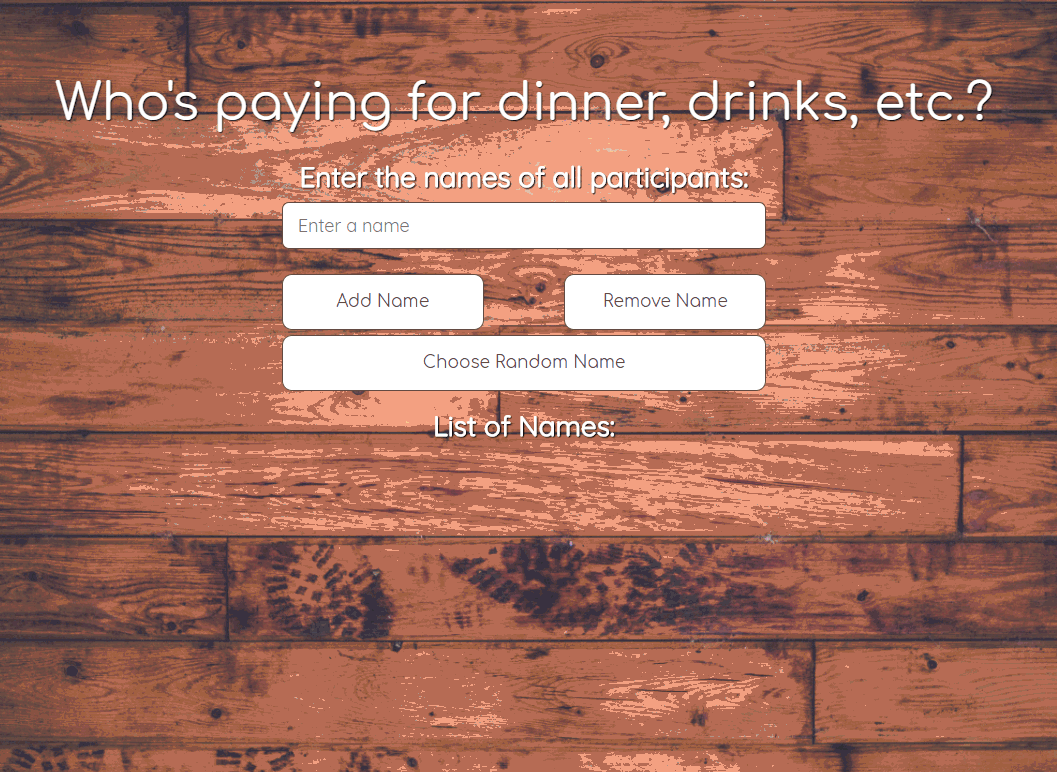 Who's paying for dinner, drinks, etc.?
Enter the names of all participants:
Enter a name
Add Name
Remove Name
Choose Random Name
List of Names: